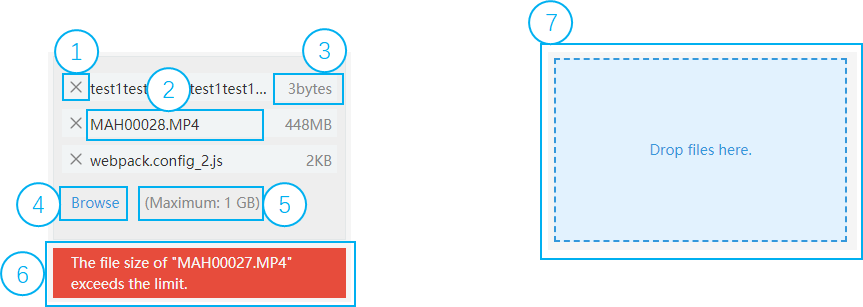 1
3
2
× test1test test1test1... 3bytes
× MAH00028.MP4 448MB
× webpack.config_2.js 2KB
4
Browse (Maximum: 1 GB)
5
6
The file size of "MAH00027.MP4"
exceeds the limit.
7
Drop files here.